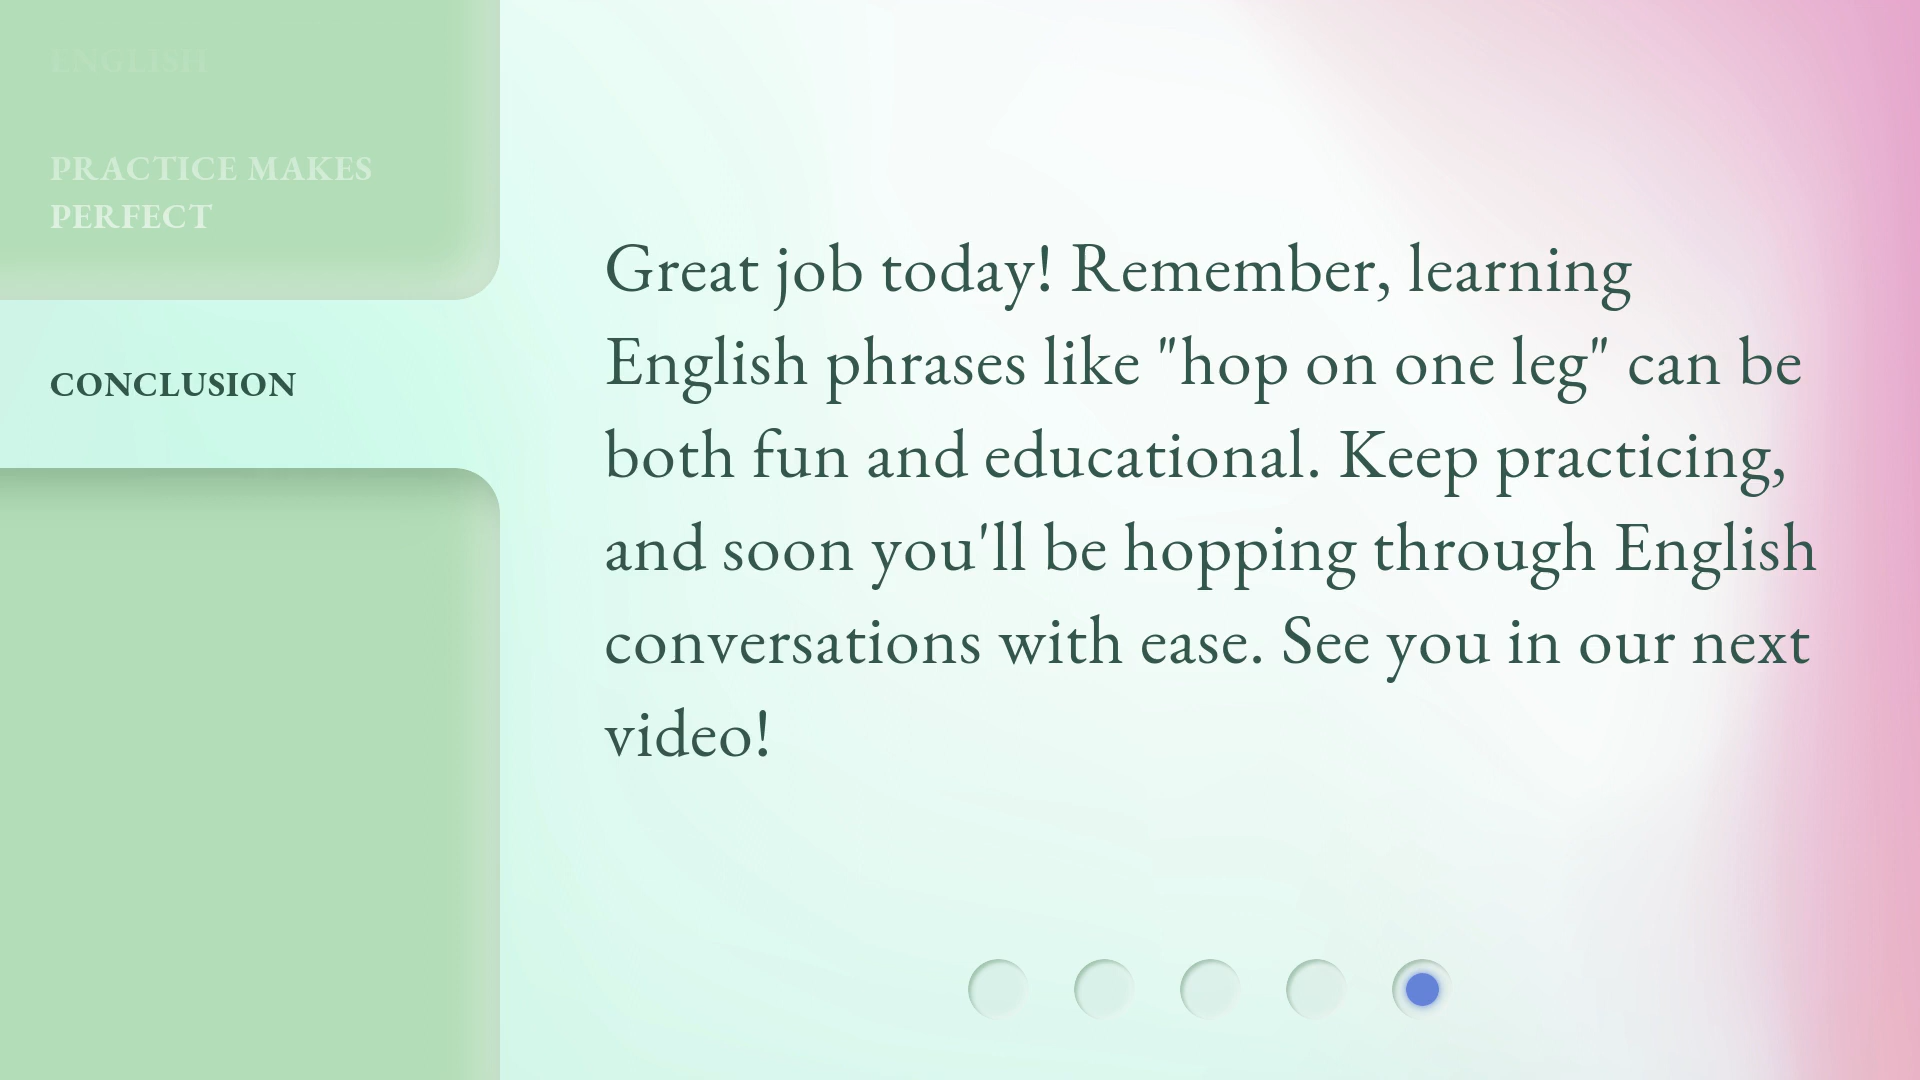 ENGLISH
PRACTICE MAKES
PERFECT
CONCLUSION
Great job today! Remember, learning
English phrases like "hop on one leg" can be
both fun and educational. Keep practicing,
and soon you'll be hopping through English
conversations with ease. See you in our next
video!